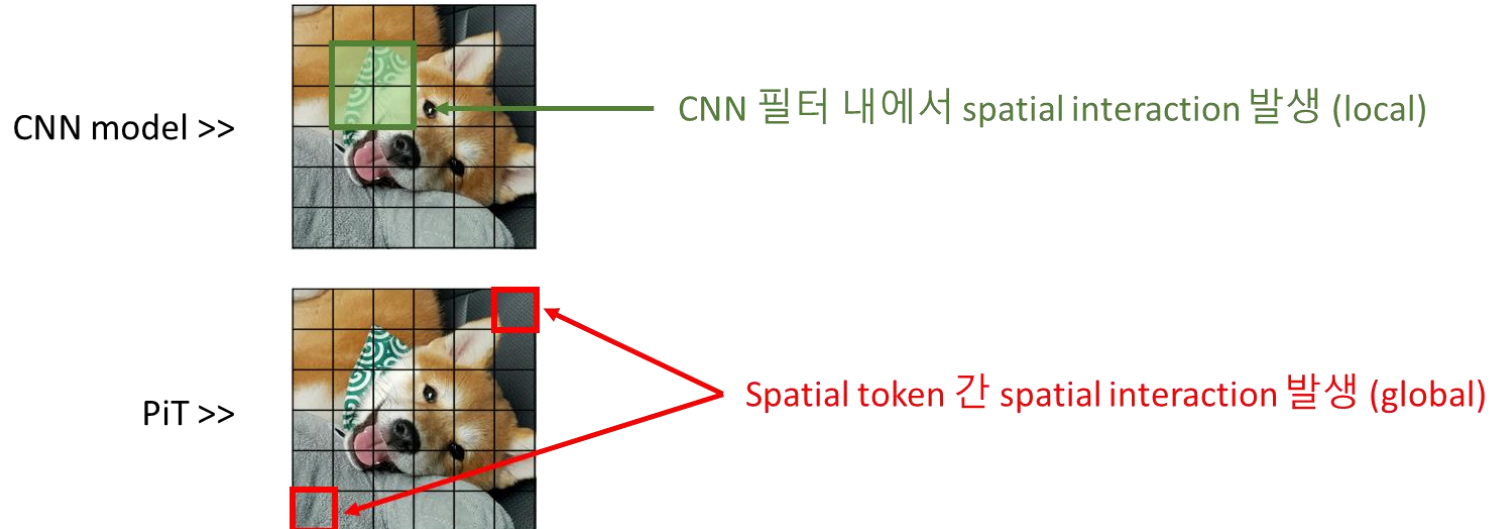 CNN model >>
CNN 필터 내에서 spatial interaction 발생 (local)
PiT >>
Spatial token 간 spatial interaction 발생 (global)